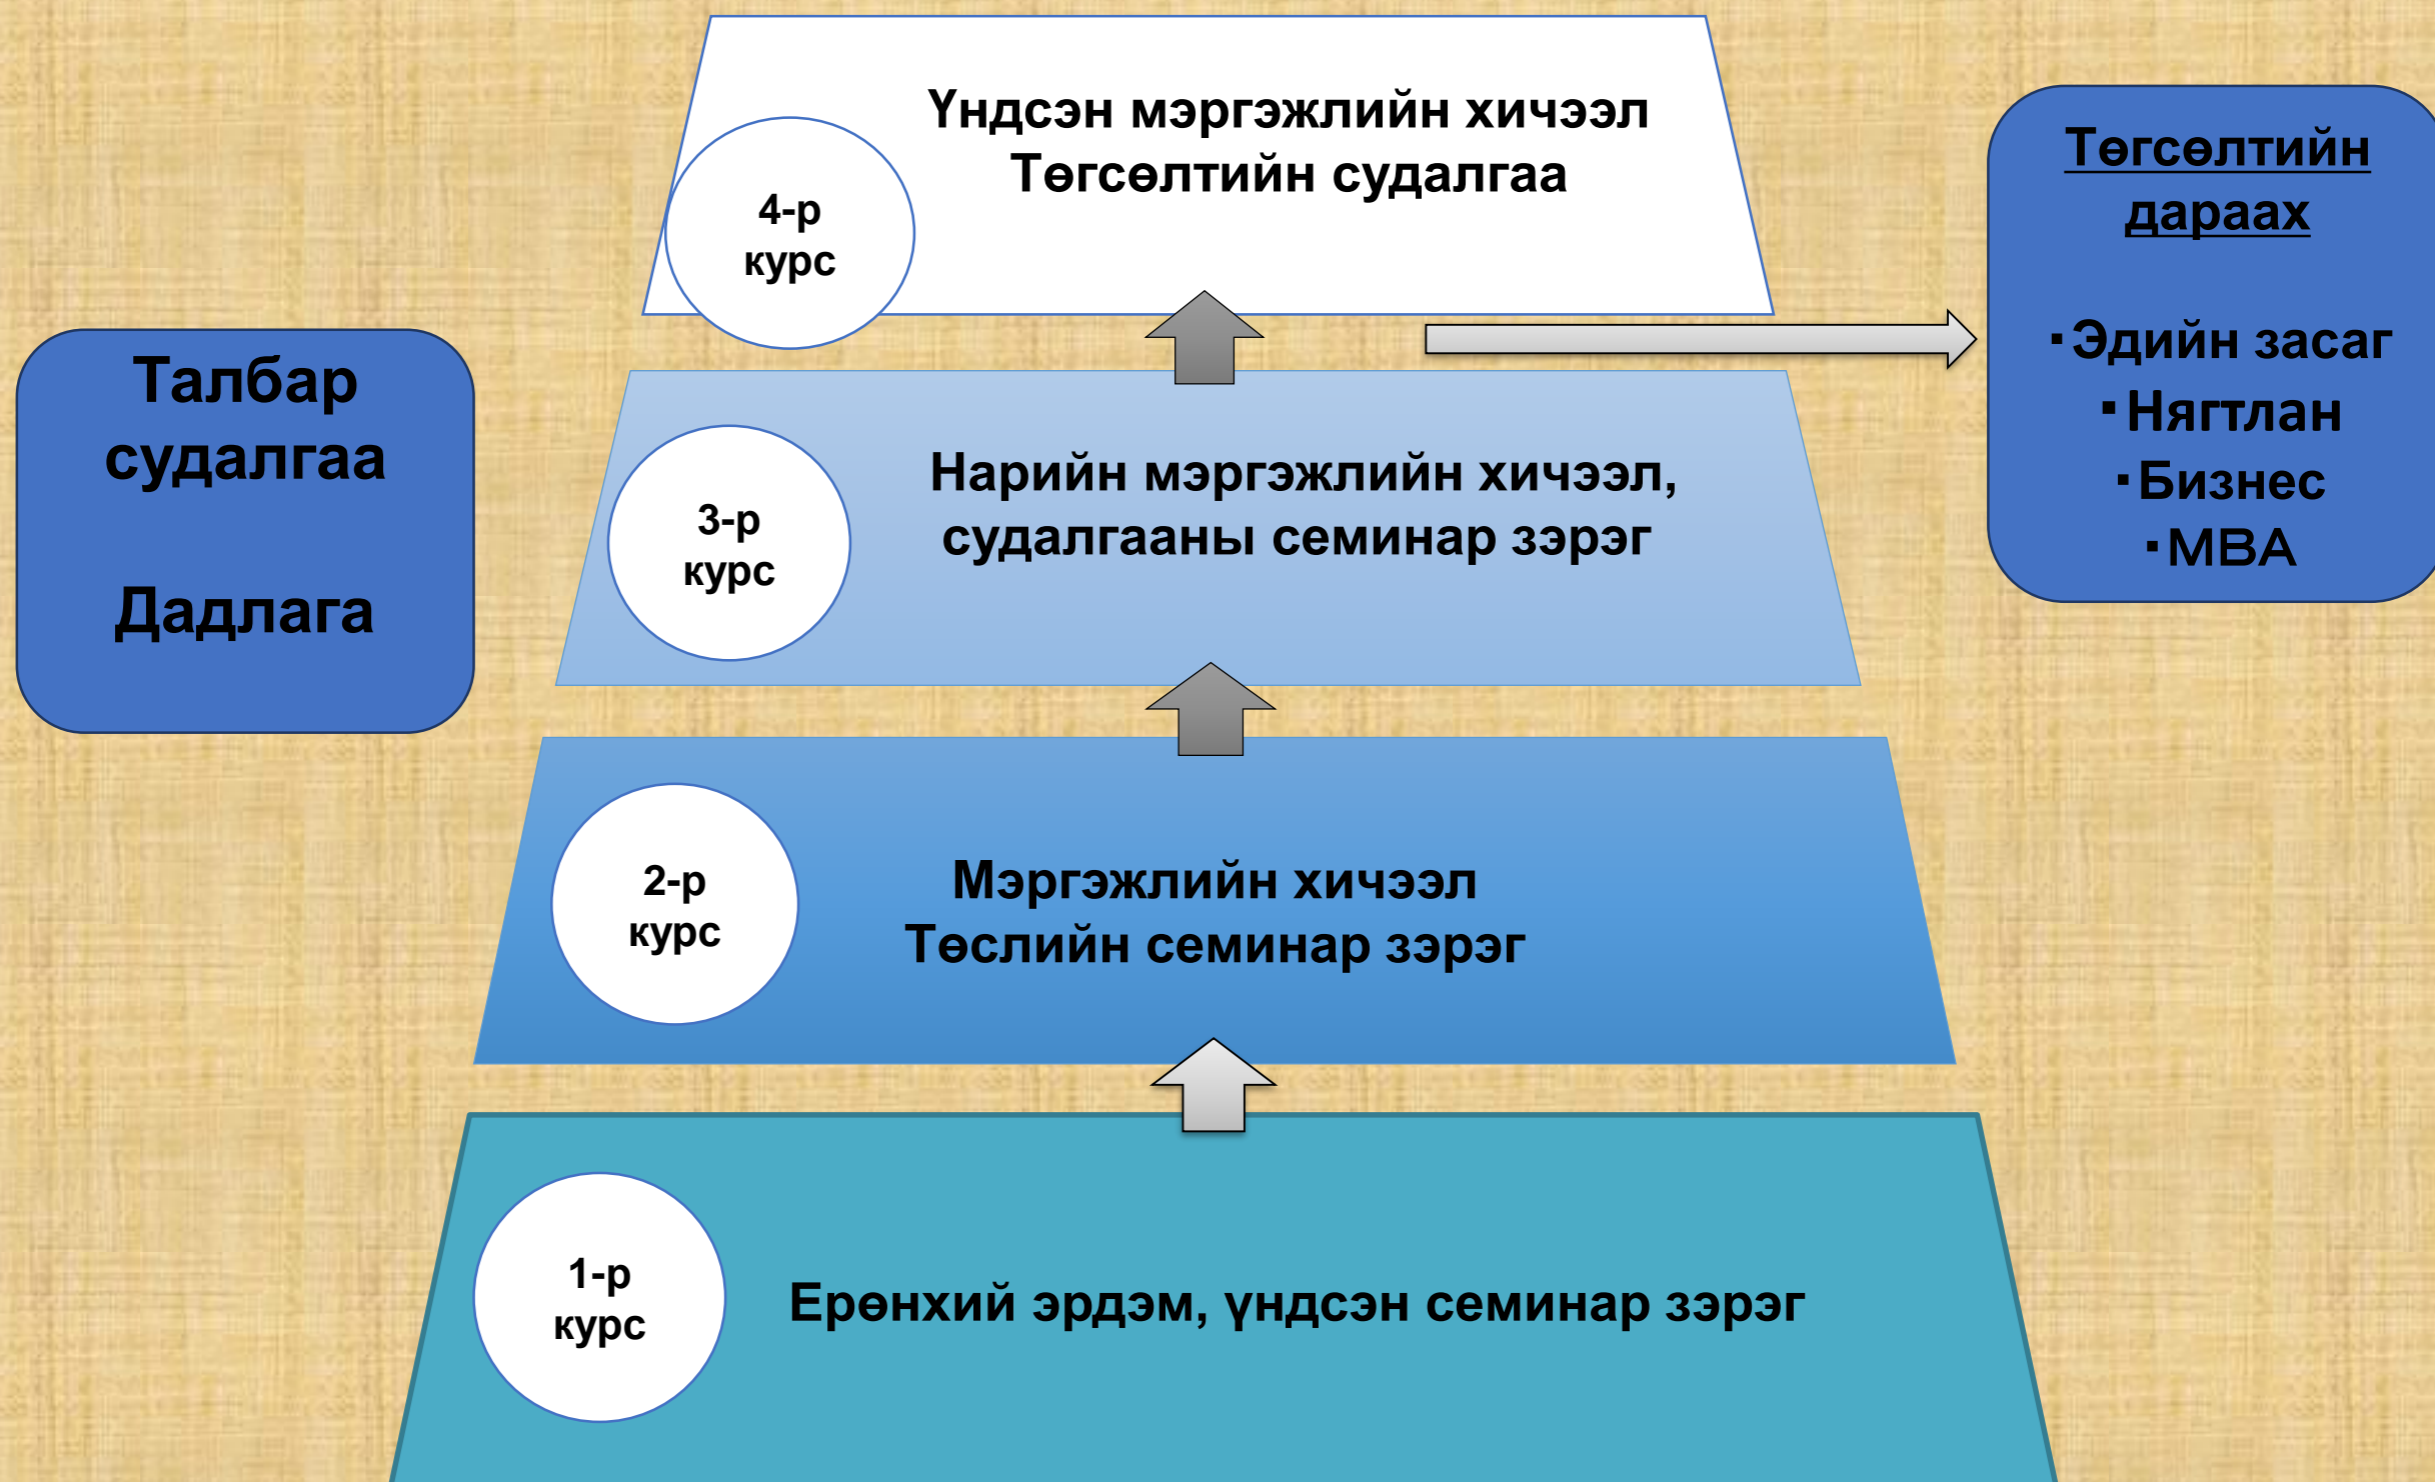 Үндсэн мэргэжлийн хичээл
Төгсөлтийн судалгаа
4-р
курс
Төгсөлтийн
дараах
▪Эдийн засаг
▪Нягтлан
▪Бизнес
▪MBA
Талбар
судалгаа
Дадлага
Нарийн мэргэжлийн хичээл,
судалгааны семинар зэрэг
3-р
курс
Мэргэжлийн хичээл
Төслийн семинар зэрэг
2-р
курс
Ерөнхий эрдэм, үндсэн семинар зэрэг
1-р
курс